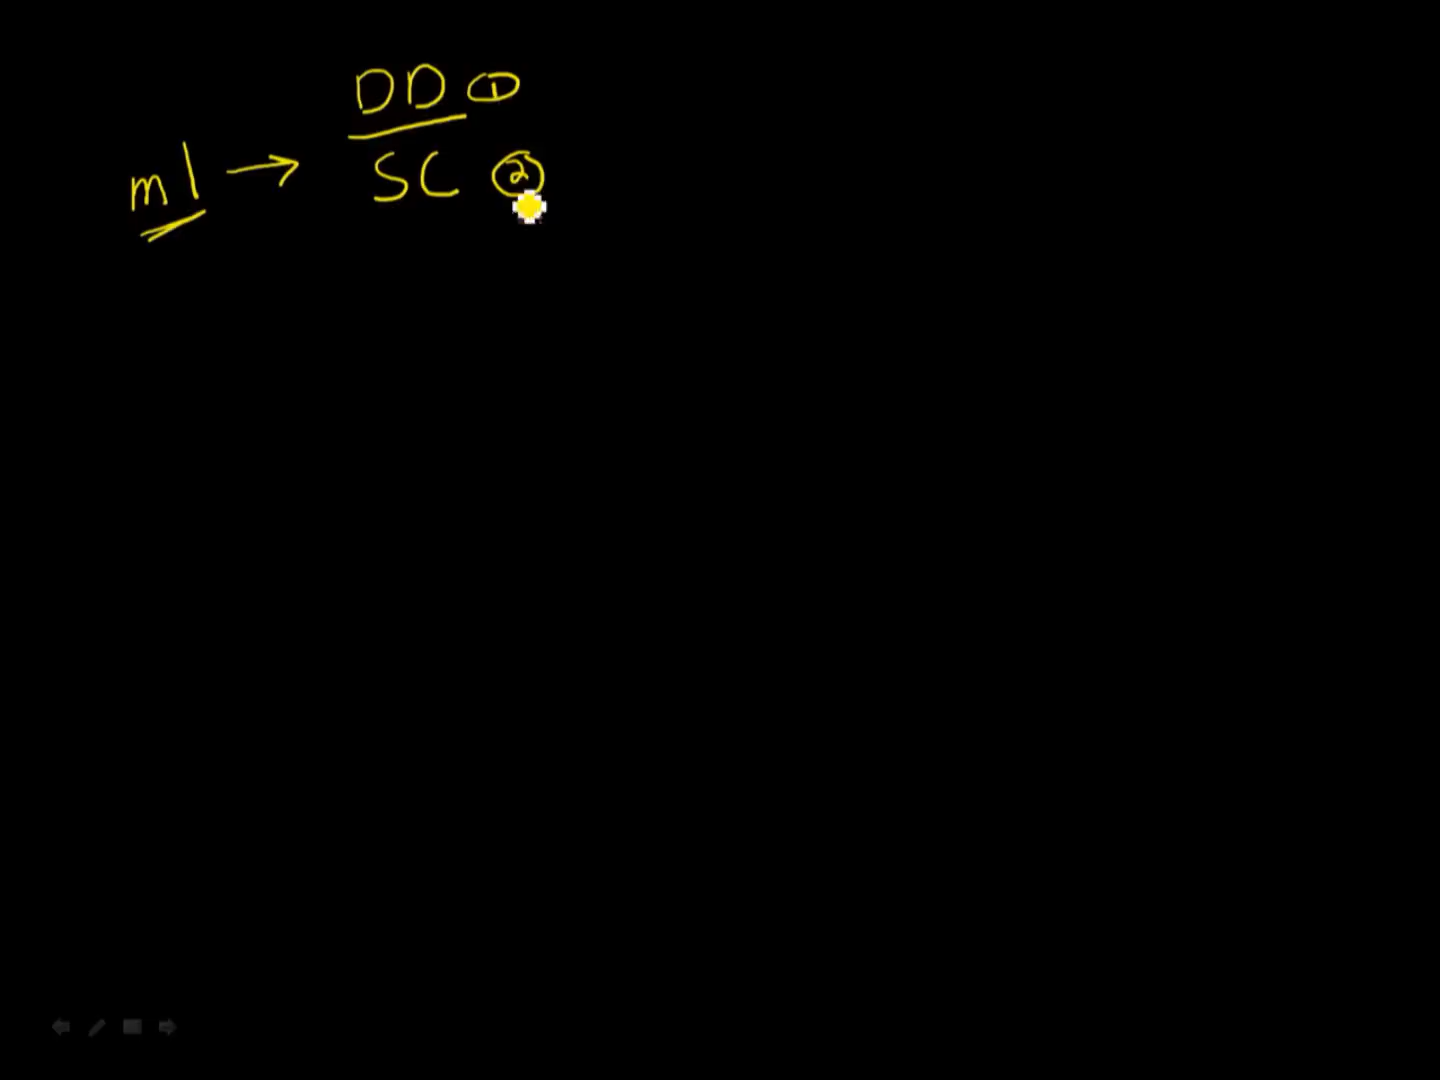 DD ①
ml → SC ②